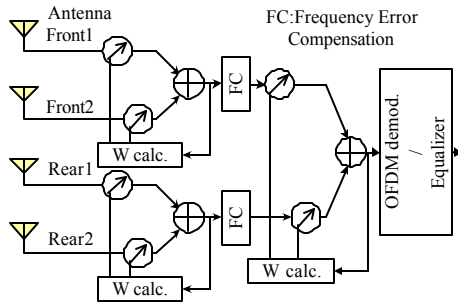 Antenna
Front1
FC:Frequency Error
Compensation
Front2
FC
W calc.
Rear1
Rear2
FC
W calc.
W calc.
OFDM demod.
/
Equalizer